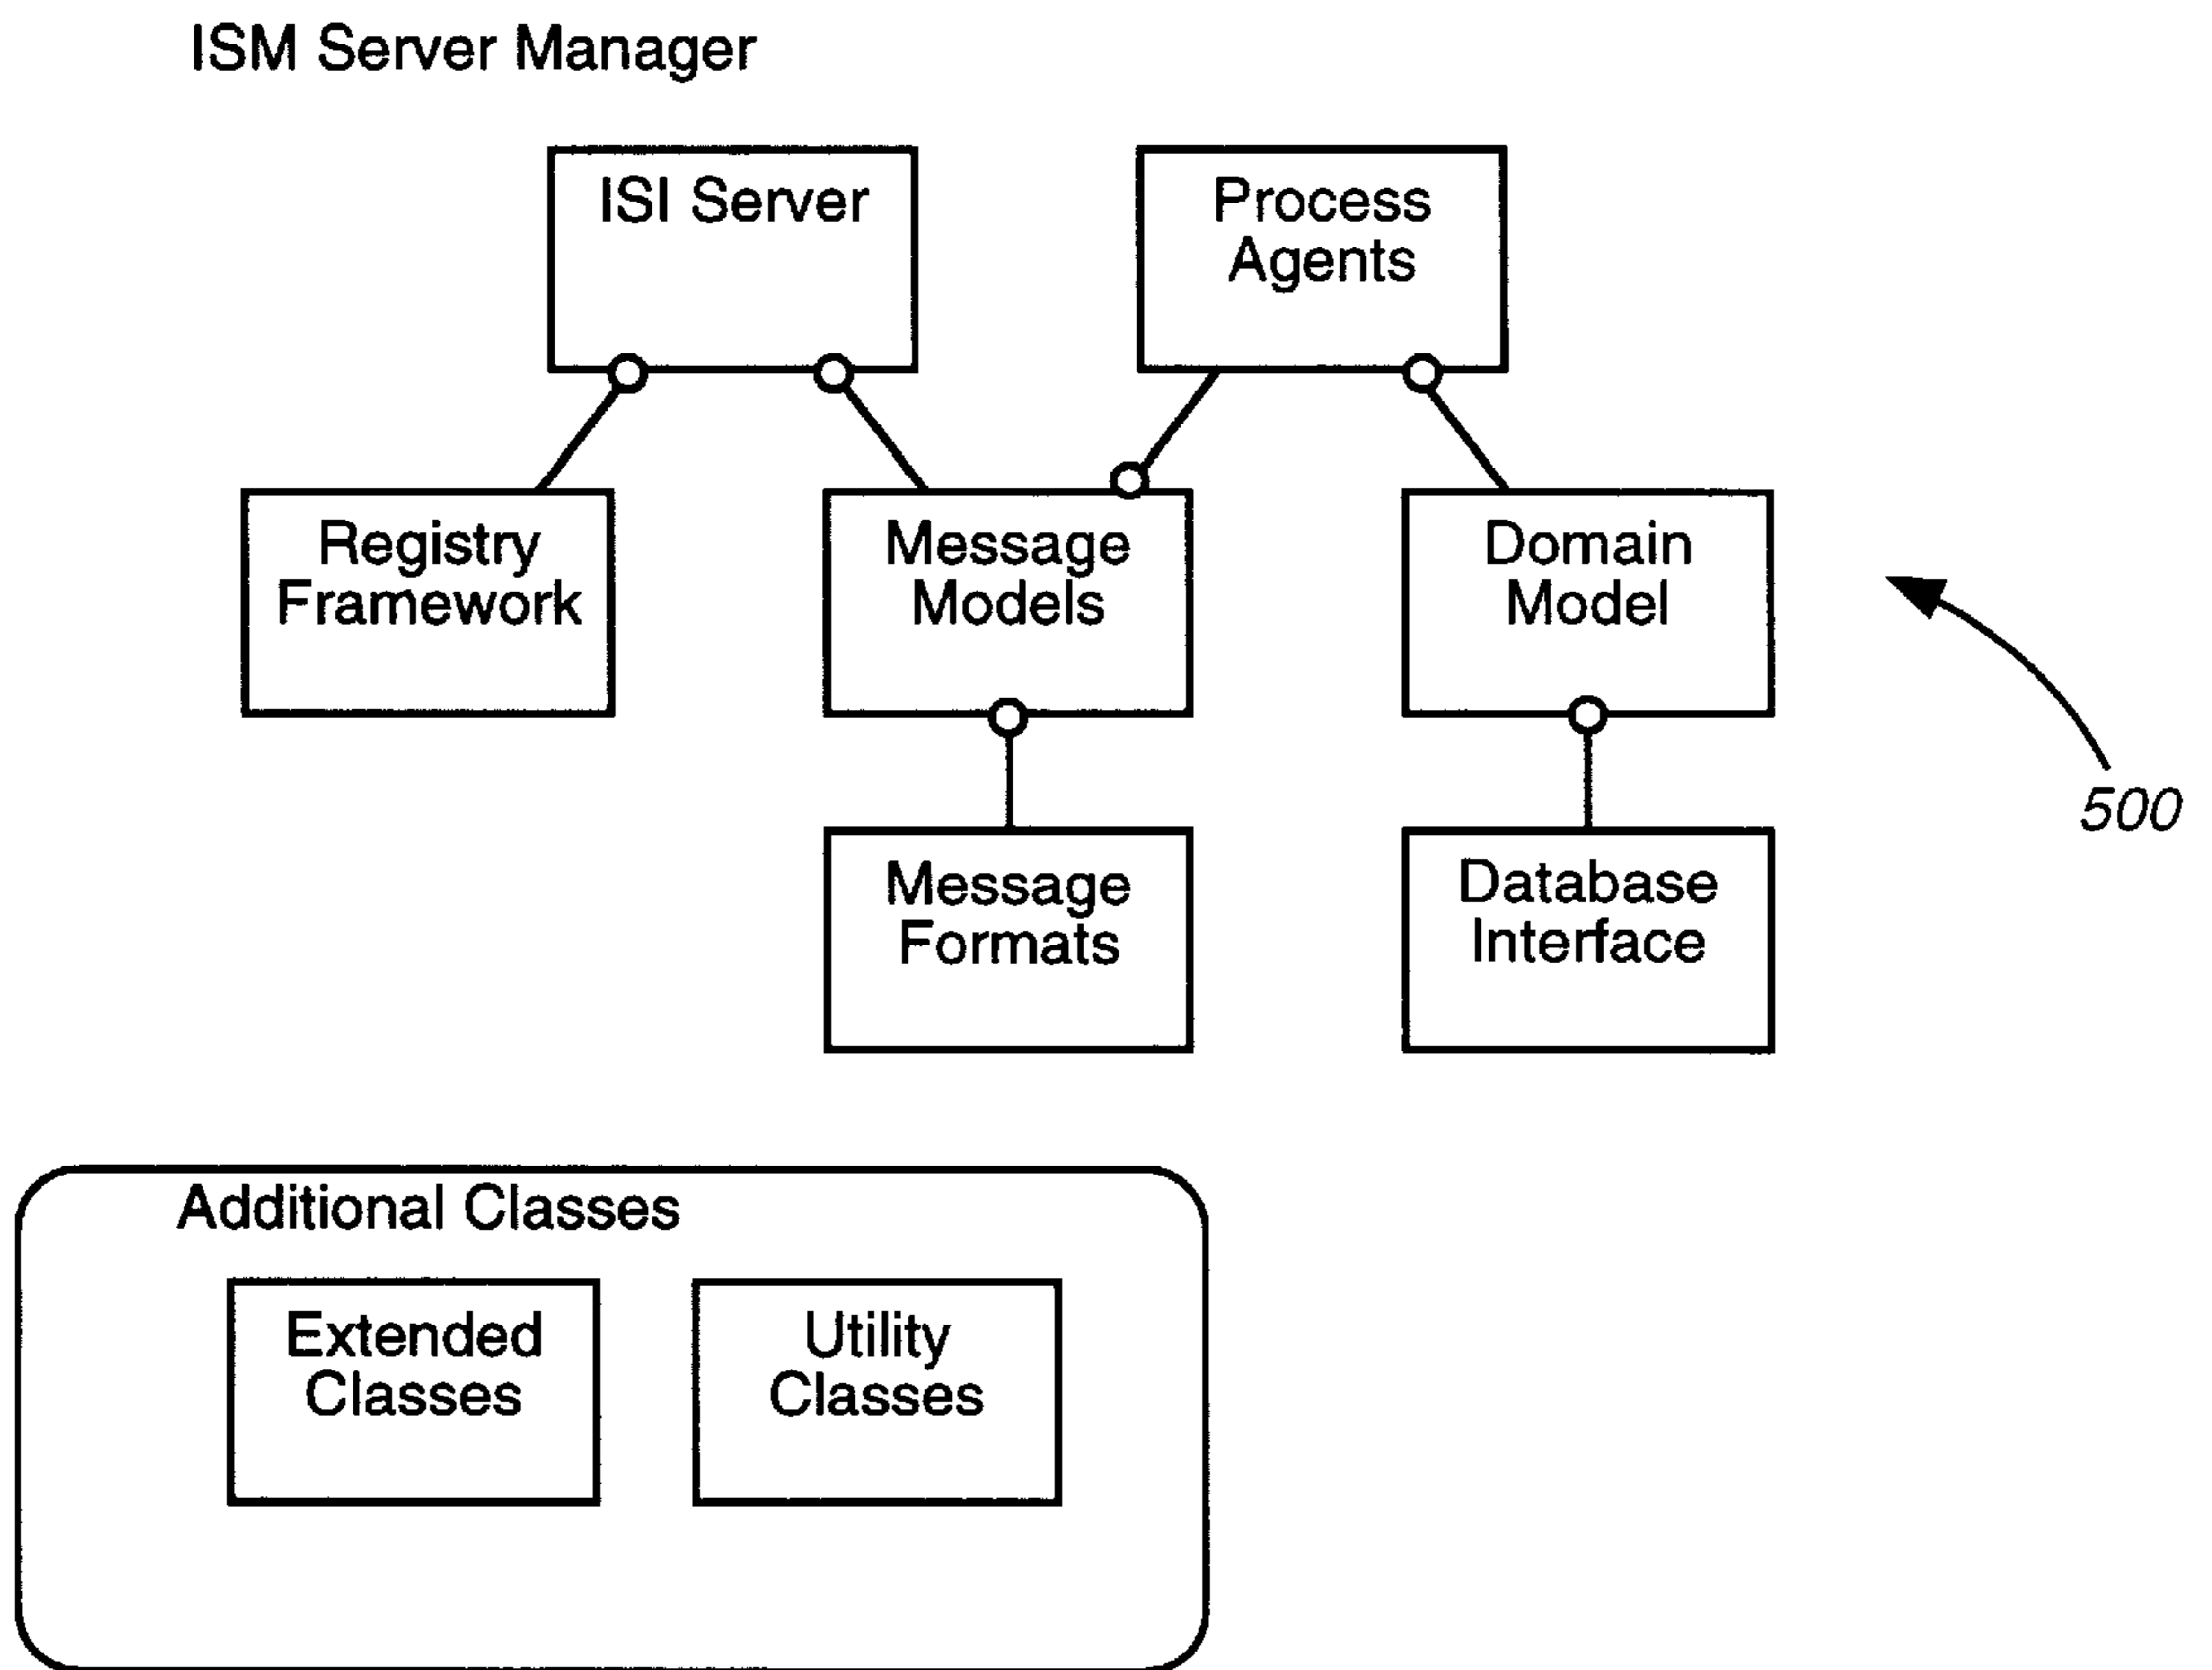 ISM Server Manager
ISI Server
Process
Agents
Registry
Framework
Message
Models
Domain
Model
500
Message
Formats
Database
Interface
Additional Classes
Extended
Classes
Utility
Classes